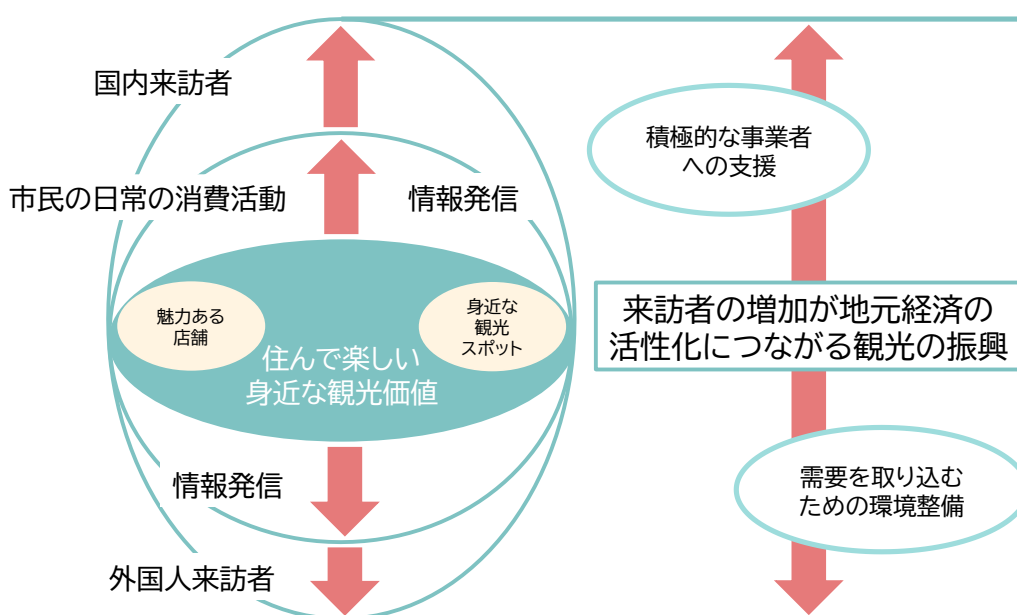 国内来訪者
市民の日常の消費活動
情報発信
魅力ある
店舗
身近な
観光
スポット
住んで楽しい
身近な観光価値
情報発信
外国人来訪者
積極的な事業者
への支援
来訪者の増加が地元経済の
活性化につながる観光の振興
需要を取り込む
ための環境整備